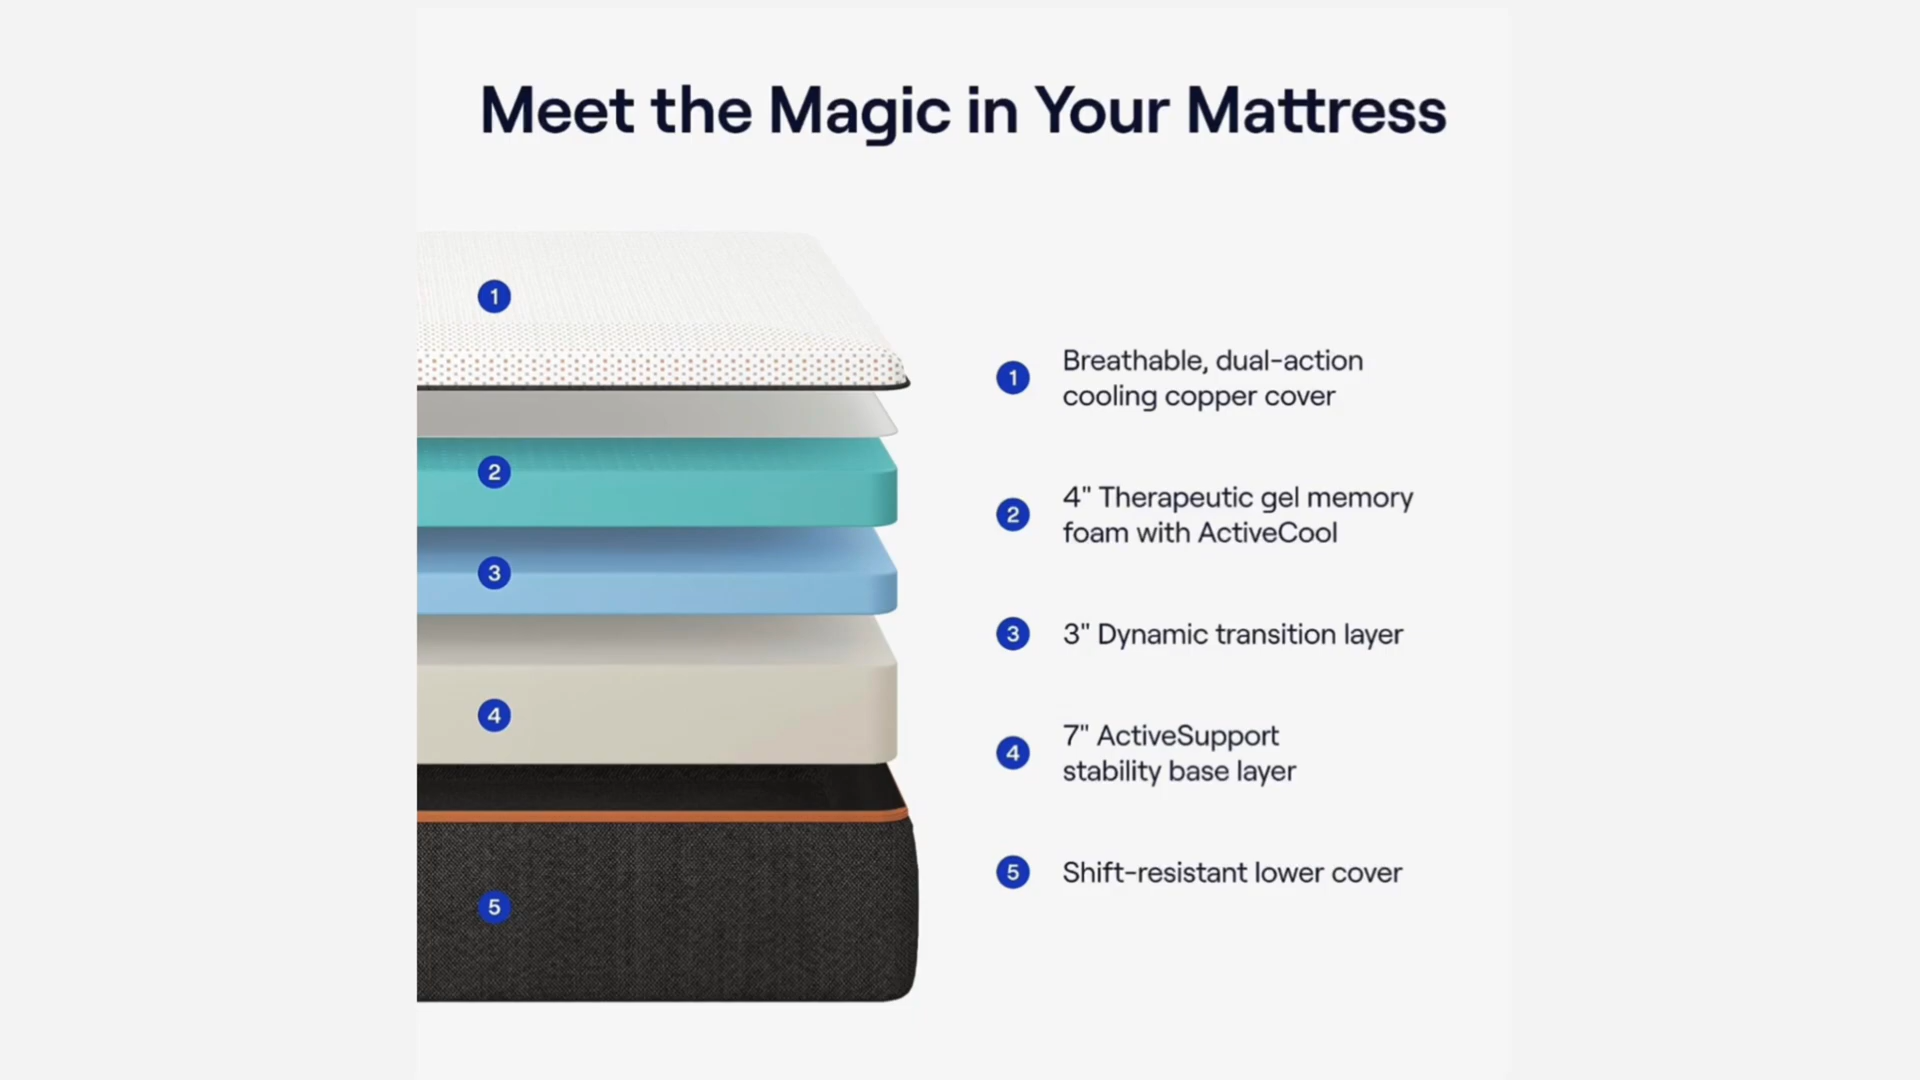 Meet the Magic in Your Mattress
1
2
3
4
5
1 Breathable, dual-action
cooling copper cover
2 4" Therapeutic gel memory
foam with ActiveCool
3 3" Dynamic transition layer
4 7" ActiveSupport
stability base layer
5 Shift-resistant lower cover